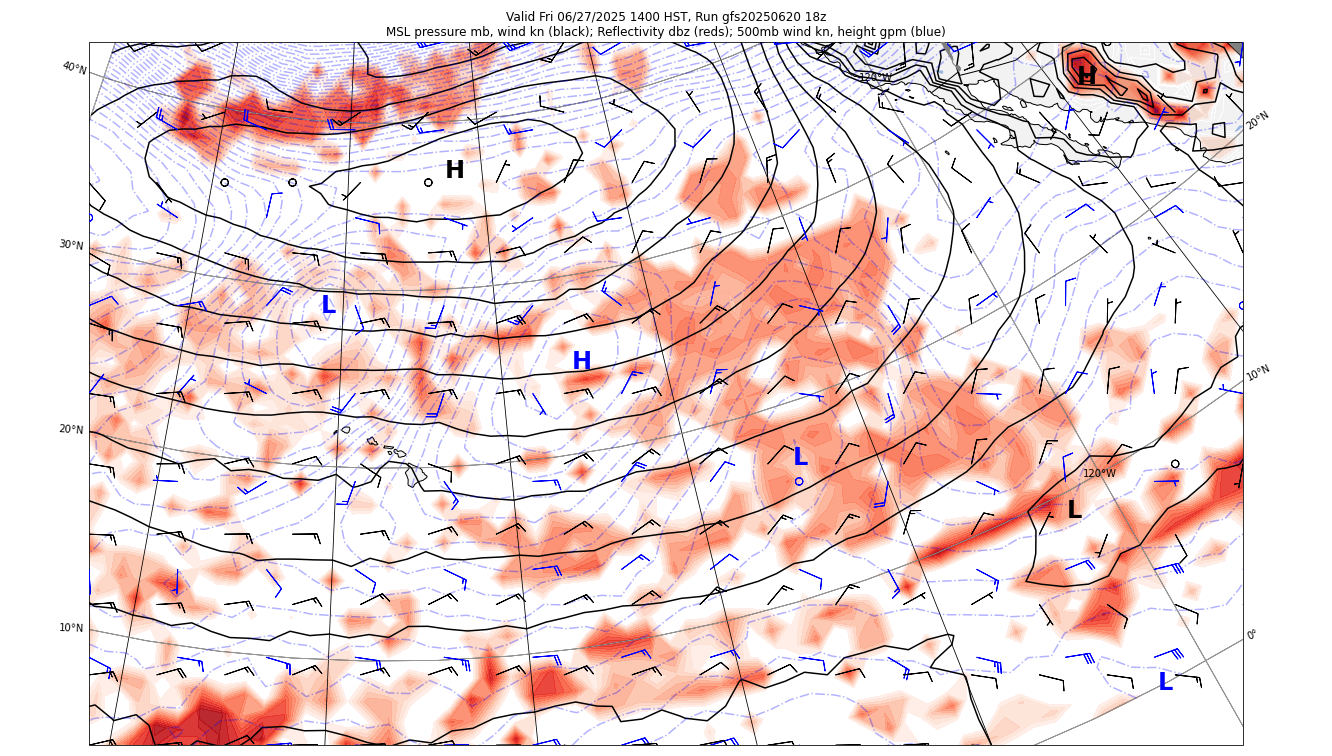 Valid Fri 06/27/2025 1400 HST, Run gfs20250620 18z
MSL pressure mb, wind kn (black); Reflectivity dbz (reds); 500mb wind kn, height gpm (blue)
40°N
120°W
H
20°N
H
30°N
L
H
10°N
20°N
L
120°W
L
10°N
0°
L